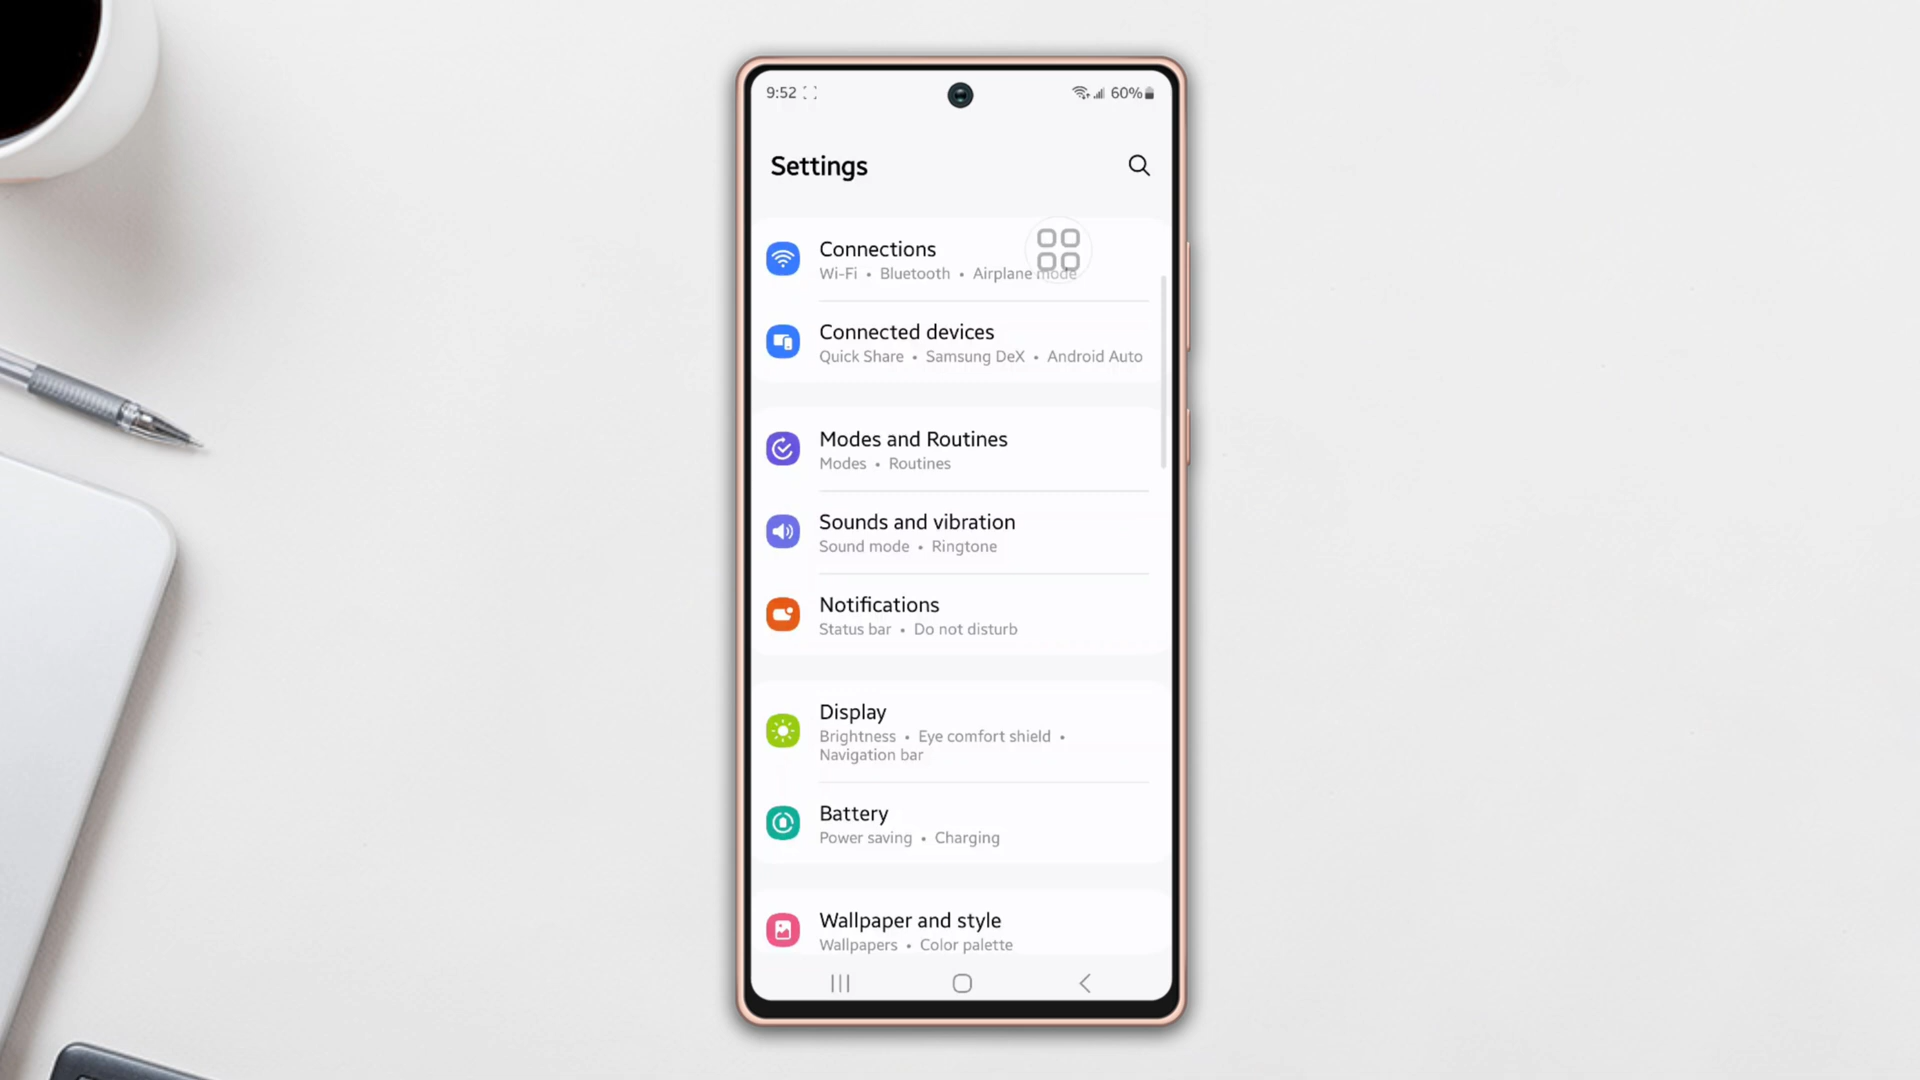 9:52 60%
Settings
Connections
Wi-Fi • Bluetooth • Airplane mode
Connected devices
Quick Share • Samsung DeX • Android Auto
Modes and Routines
Modes • Routines
Sounds and vibration
Sound mode • Ringtone
Notifications
Status bar • Do not disturb
Display
Brightness • Eye comfort shield •
Navigation bar
Battery
Power saving • Charging
Wallpaper and style
Wallpapers • Color palette